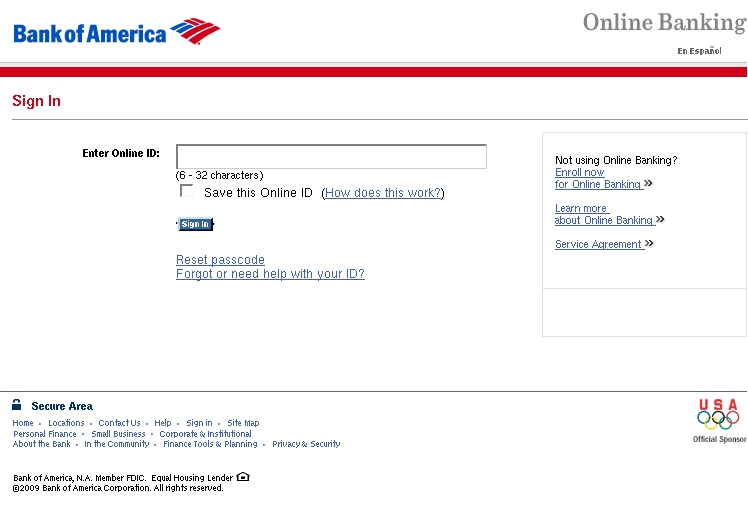 Bank of America
Online Banking
En Español
Sign In
Enter Online ID:
(6 - 32 characters)
Save this Online ID (How does this work?)
Sign In
Reset passcode
Forgot or need help with your ID?
Not using Online Banking?
Enroll now
for Online Banking >>
Learn more
about Online Banking >>
Service Agreement >>
Secure Area
Home • Locations • Contact Us • Help • Sign in • Site Map
Personal Finance • Small Business • Corporate & Institutional
About the Bank • In the Community • Finance Tools & Planning • Privacy & Security
USA
Official Sponsor
Bank of America, N.A. Member FDIC. Equal Housing Lender
©2009 Bank of America Corporation. All rights reserved.